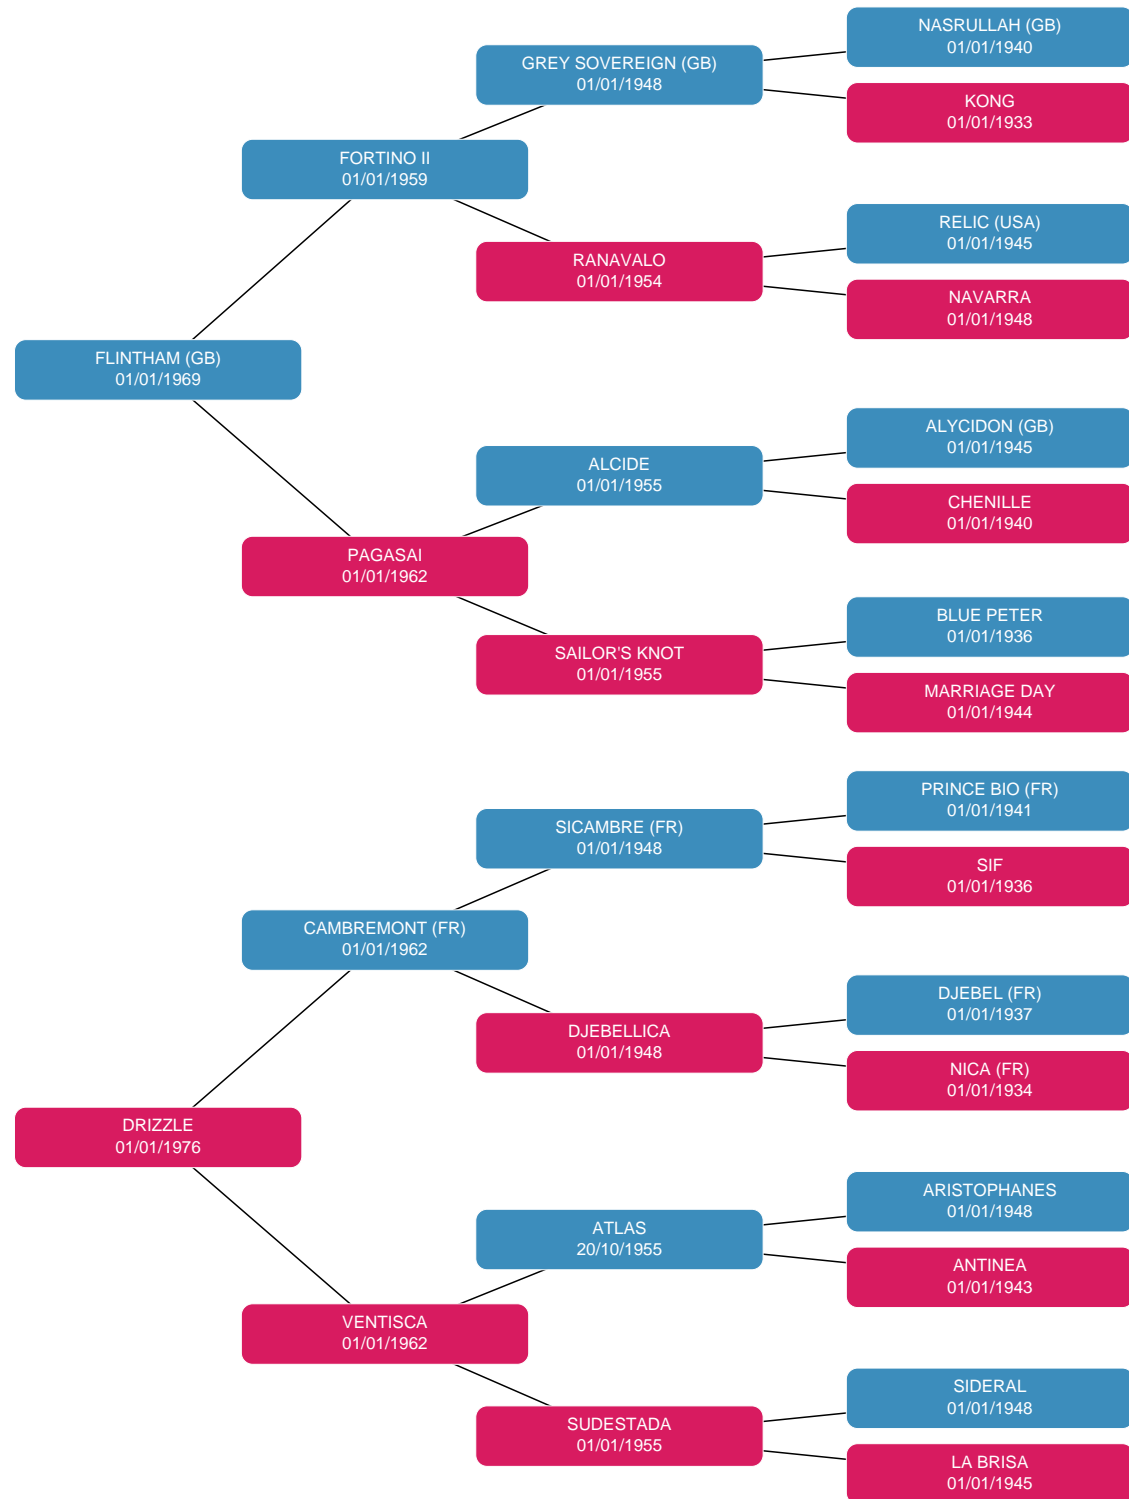 NASRULLAH (GB)
01/01/1940
GREY SOVEREIGN (GB)
01/01/1948
KONG
01/01/1933
FORTINO II
01/01/1959
RELIC (USA)
01/01/1945
RANAVALO
01/01/1954
NAVARRA
01/01/1948
FLINTHAM (GB)
01/01/1969
ALYCIDON (GB)
01/01/1945
ALCIDE
01/01/1955
CHENILLE
01/01/1940
PAGASAI
01/01/1962
BLUE PETER
01/01/1936
SAILOR'S KNOT
01/01/1955
MARRIAGE DAY
01/01/1944
PRINCE BIO (FR)
01/01/1941
SICAMBRE (FR)
01/01/1948
SIF
01/01/1936
CAMBREMONT (FR)
01/01/1962
DJEBEL (FR)
01/01/1937
DJEBELLICA
01/01/1948
NICA (FR)
01/01/1934
DRIZZLE
01/01/1976
ARISTOPHANES
01/01/1948
ATLAS
20/10/1955
ANTINEA
01/01/1943
VENTISCA
01/01/1962
SIDERAL
01/01/1948
SUDESTADA
01/01/1955
LA BRISA
01/01/1945